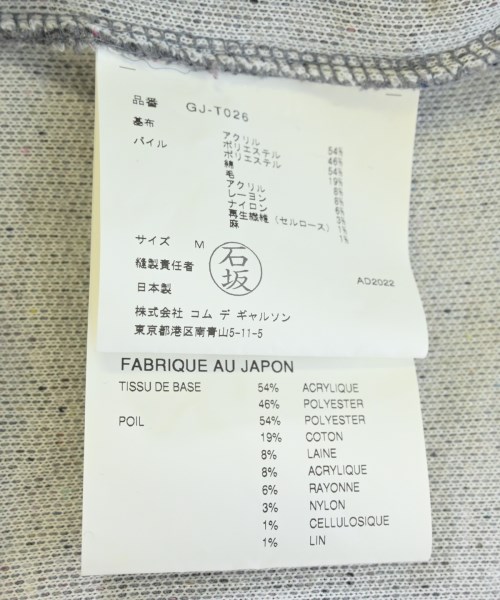 品番 GJ-T026
基布 アクリル 54%
ポリエステル 46%
パイル ポリエステル 54%
綿 19%
毛 8%
アクリル 8%
レーヨン 6%
ナイロン 3%
再生繊維（セルロース） 1%
麻 1%
サイズ M
縫製責任者 石坂
日本製 AD2022
株式会社 コム デ ギャルソン
東京都港区南青山5-11-5
FABRIQUE AU JAPON
TISSU DE BASE 54% ACRYLIQUE
46% POLYESTER
POIL 54% POLYESTER
19% COTON
8% LAINE
8% ACRYLIQUE
6% RAYONNE
3% NYLON
1% CELLULOSIQUE
1% LIN